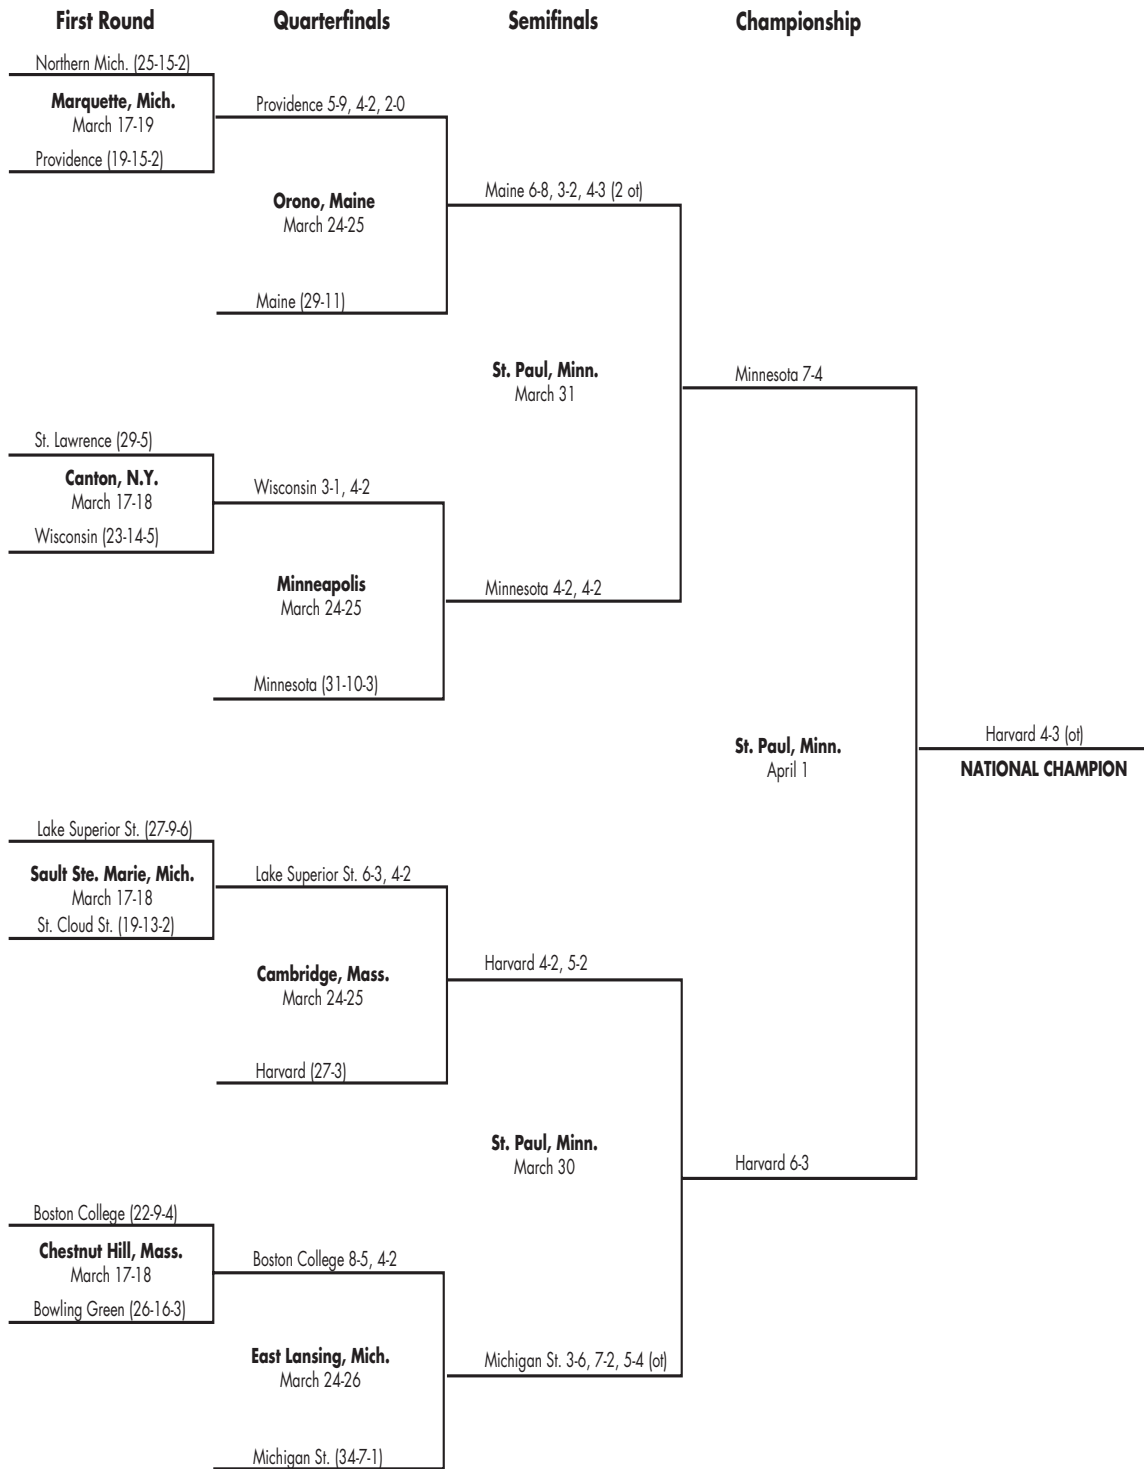 First Round
Quarterfinals
Semifinals
Championship
Northern Mich. (25-15-2)
Marquette, Mich.
March 17-19
Providence (19-15-2)
Providence 5-9, 4-2, 2-0
Orono, Maine
March 24-25
Maine (29-11)
Maine 6-8, 3-2, 4-3 (2 ot)
St. Paul, Minn.
March 31
Minnesota 7-4
St. Lawrence (29-5)
Canton, N.Y.
March 17-18
Wisconsin (23-14-5)
Wisconsin 3-1, 4-2
Minneapolis
March 24-25
Minnesota (31-10-3)
Minnesota 4-2, 4-2
St. Paul, Minn.
April 1
Harvard 4-3 (ot)
NATIONAL CHAMPION
Lake Superior St. (27-9-6)
Sault Ste. Marie, Mich.
March 17-18
St. Cloud St. (19-13-2)
Lake Superior St. 6-3, 4-2
Cambridge, Mass.
March 24-25
Harvard (27-3)
Harvard 4-2, 5-2
St. Paul, Minn.
March 30
Harvard 6-3
Boston College (22-9-4)
Chestnut Hill, Mass.
March 17-18
Bowling Green (26-16-3)
Boston College 8-5, 4-2
East Lansing, Mich.
March 24-26
Michigan St. (34-7-1)
Michigan St. 3-6, 7-2, 5-4 (ot)